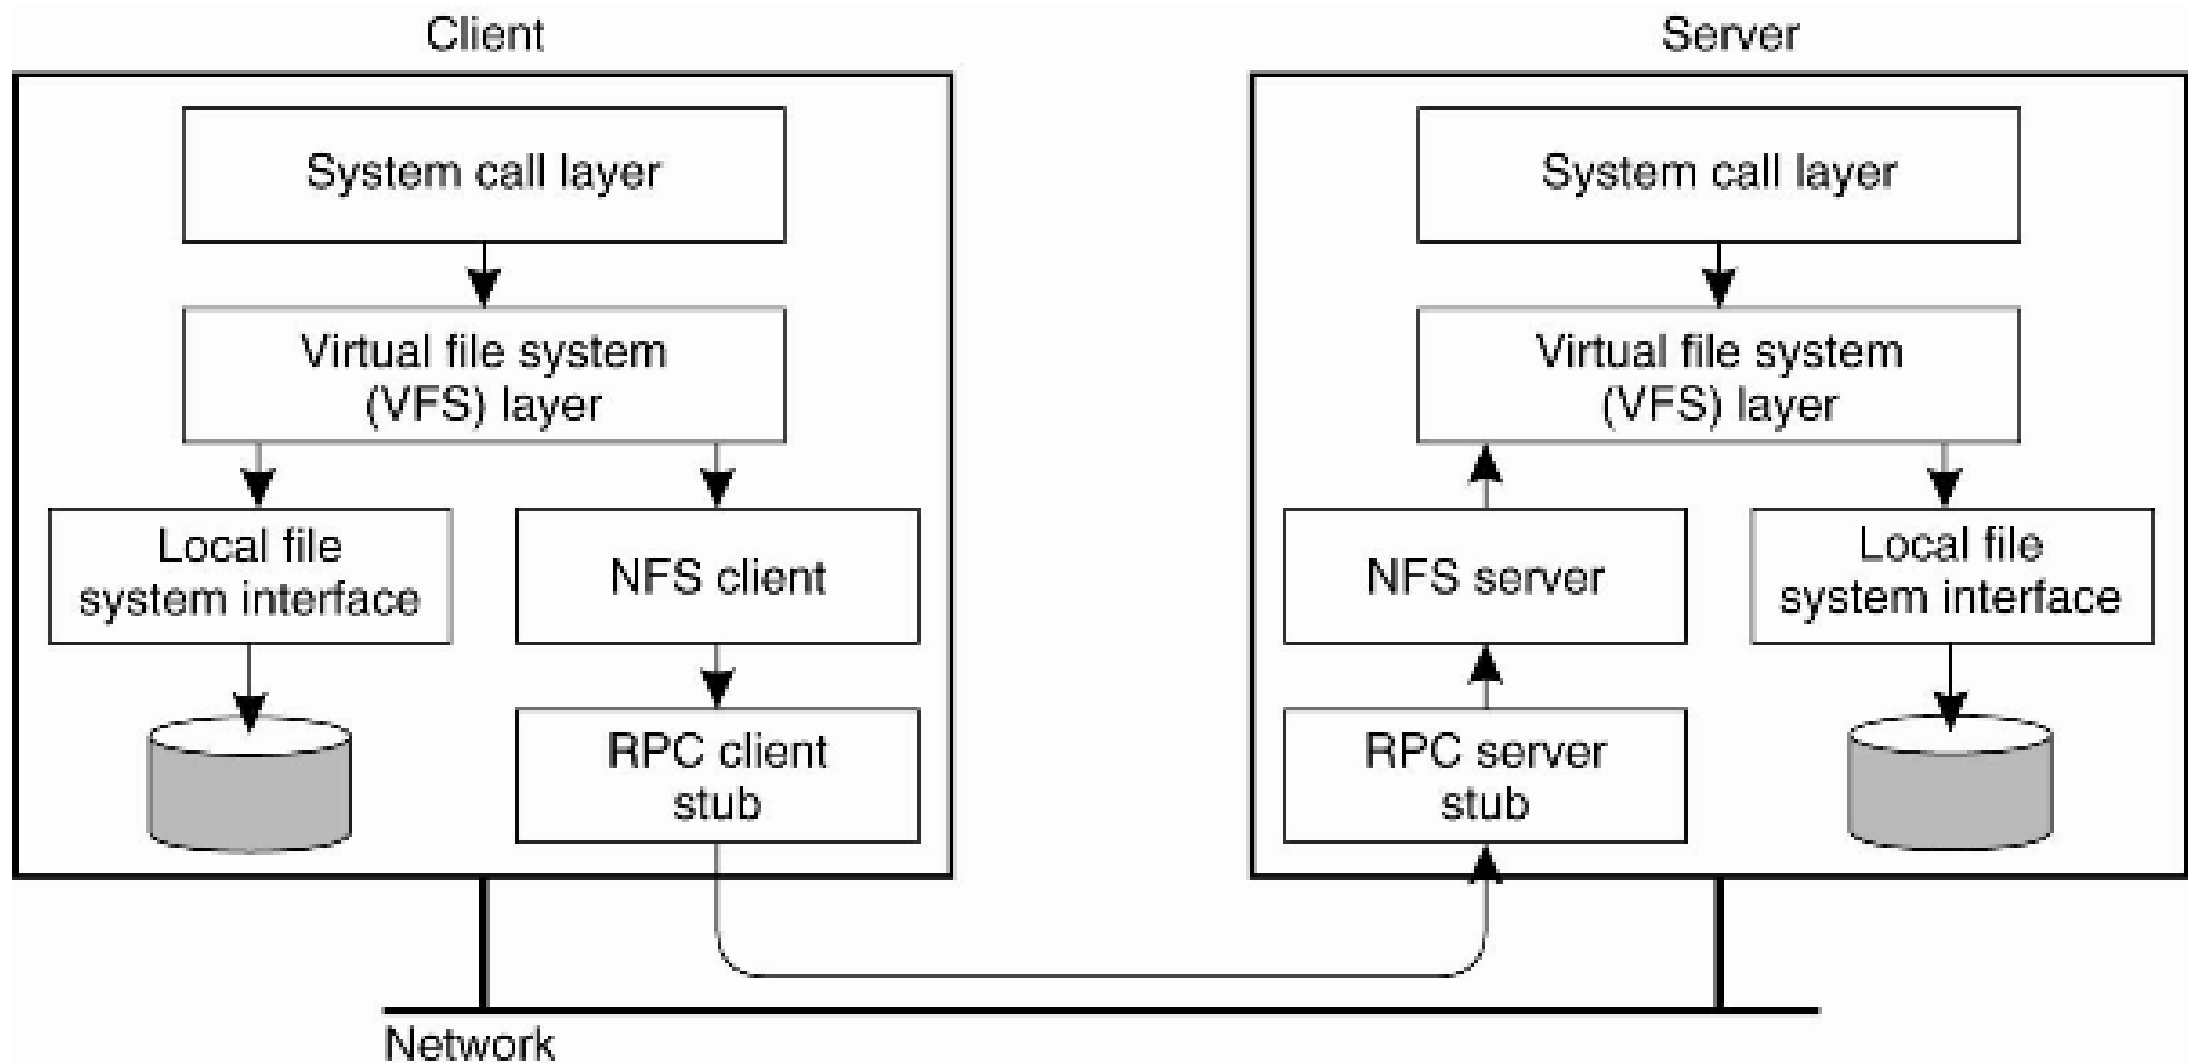 Client
Server
System call layer
System call layer
Virtual file system
(VFS) layer
Virtual file system
(VFS) layer
Local file
system interface
NFS client
NFS server
Local file
system interface
RPC client
stub
RPC server
stub
Network